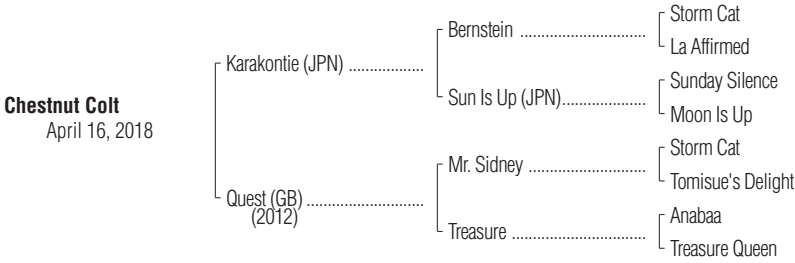 Storm Cat
Bernstein ..............................
La Affirmed
Karakontie (JPN) ..................
Sunday Silence
Sun Is Up (JPN)....................
Moon Is Up
Chestnut Colt
April 16, 2018
Storm Cat
Mr. Sidney ............................
Tomisue's Delight
Quest (GB) ............................
(2012)
Anabaa
Treasure ................................
Treasure Queen